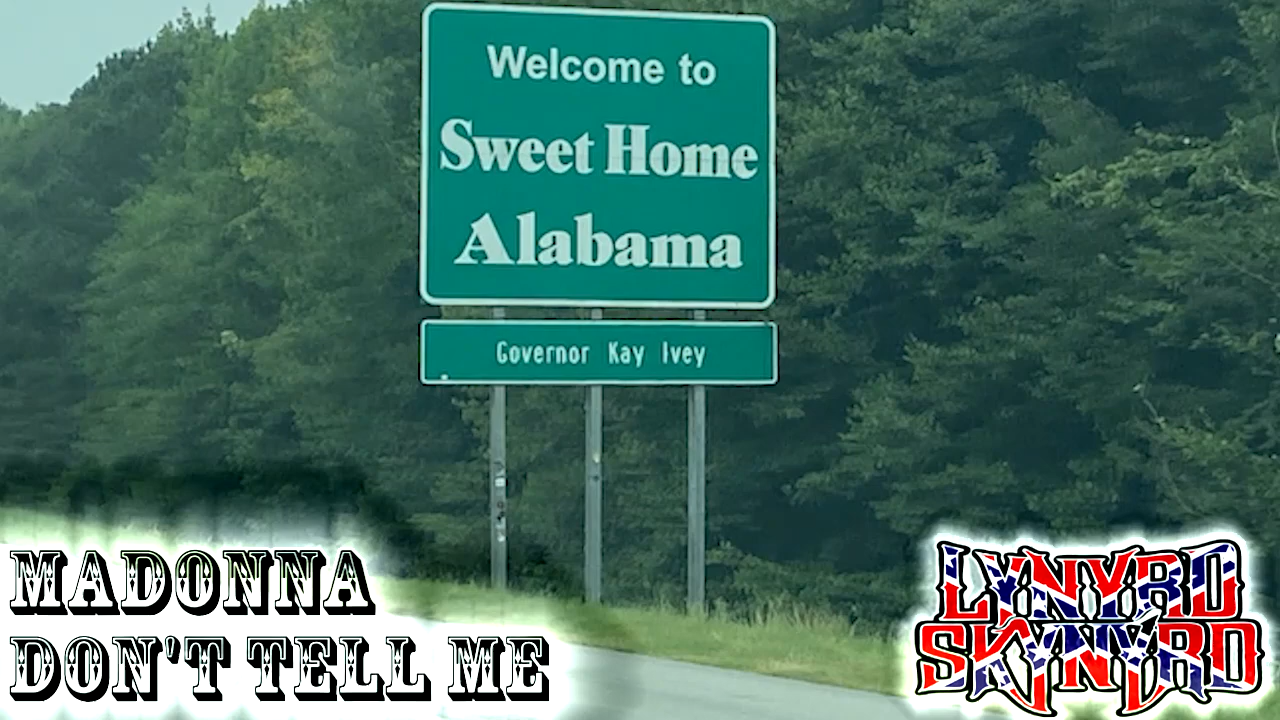 Welcome to
Sweet Home
Alabama
Governor Kay Ivey
MADONNA
DON'T TELL ME
LYNYRD
SKYNYRD